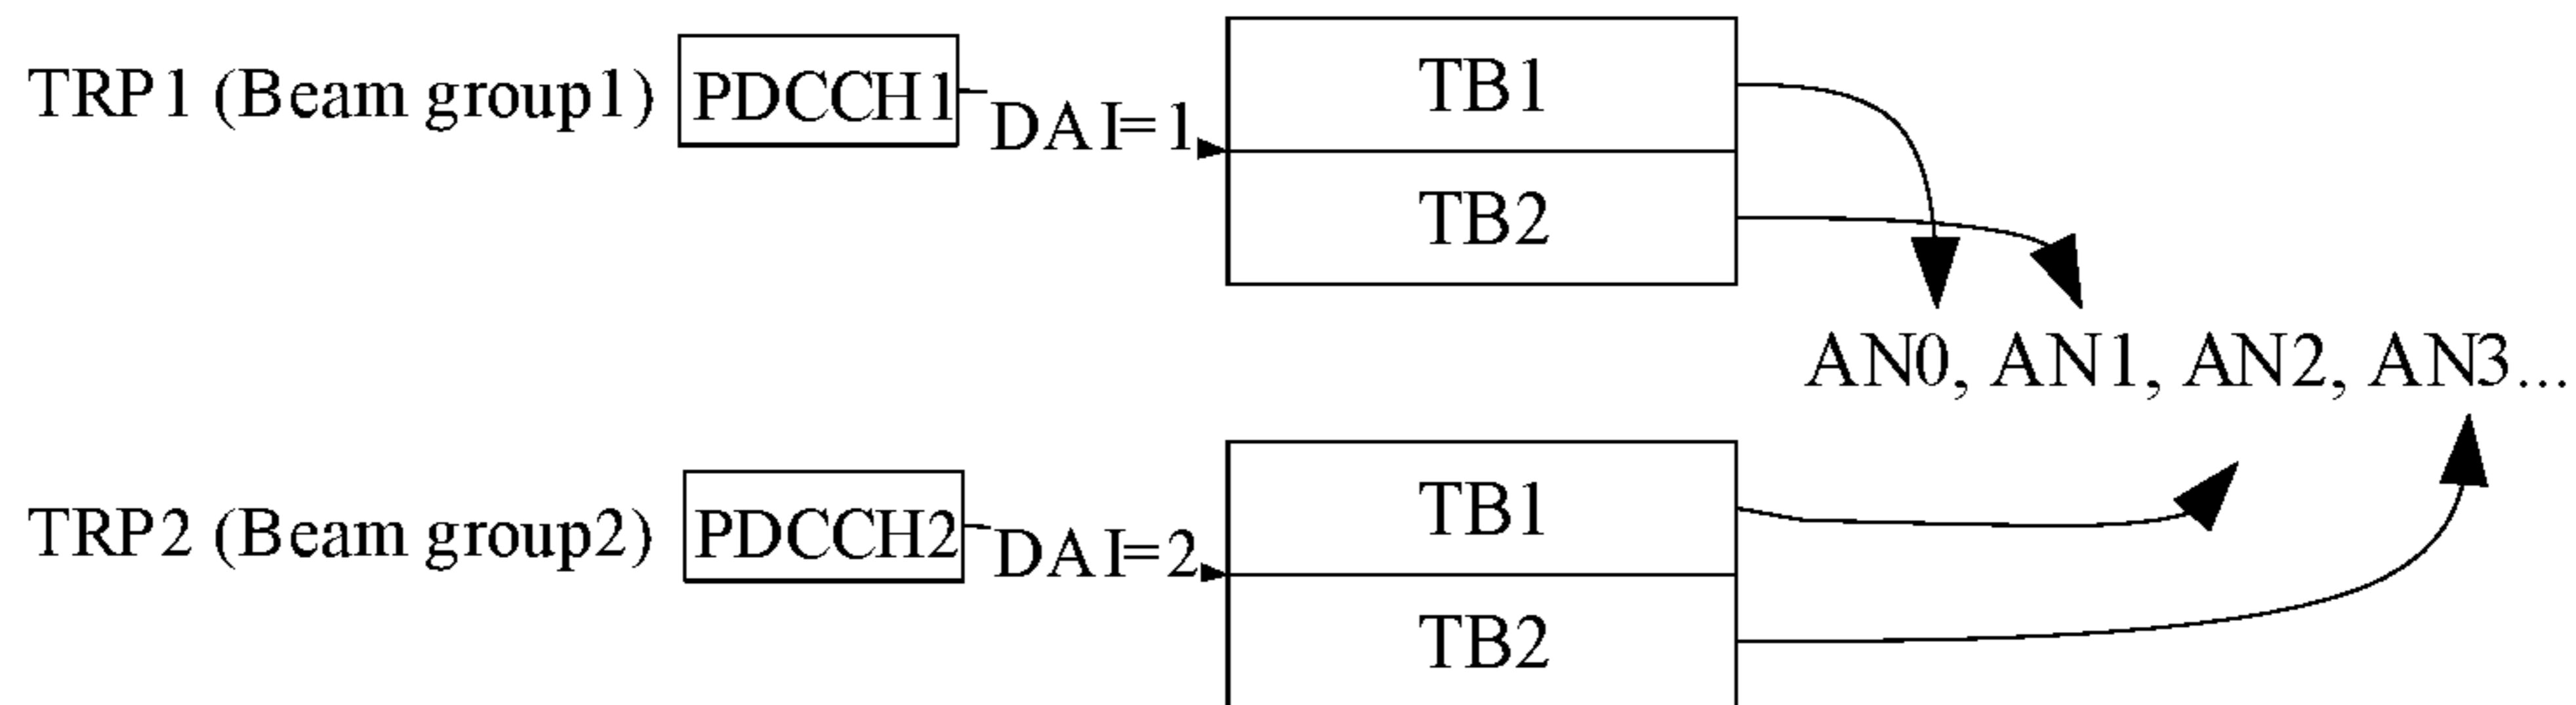 TRP1 (Beam group1) PDCCH1 DAI=1 TB1
TB2
AN0, AN1, AN2, AN3...
TRP2 (Beam group2) PDCCH2 DAI=2 TB1
TB2